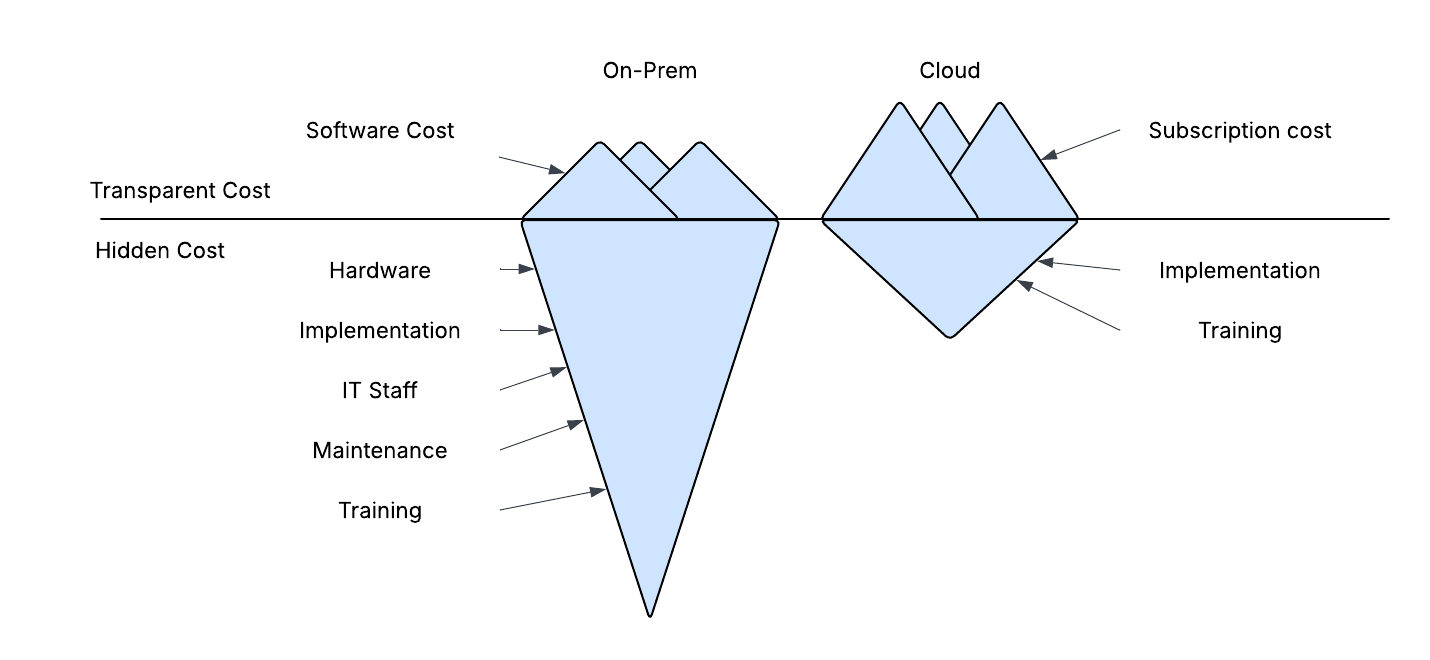 On-Prem
Cloud
Software Cost
Subscription cost
Transparent Cost
Hidden Cost
Hardware
Implementation
Implementation
Training
IT Staff
Maintenance
Training